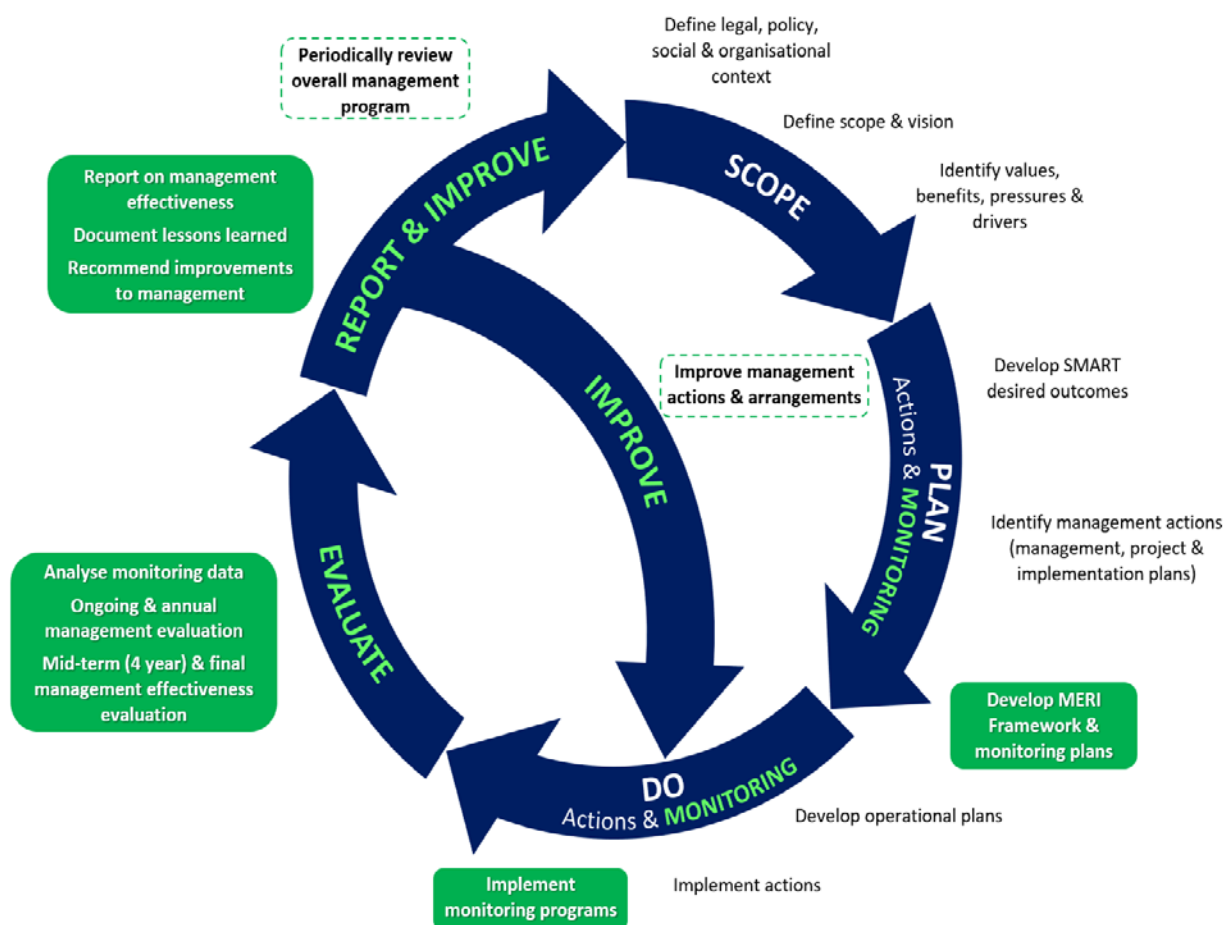 Define legal, policy,
social & organisational
context
Periodically review
overall management
program
Define scope & vision
SCOPE
Identify values,
benefits, pressures &
drivers
Report on management
effectiveness
Document lessons learned
Recommend improvements
to management
REPORT & IMPROVE
IMPROVE
Improve management
actions & arrangements
Develop SMART
desired outcomes
PLAN
Actions & MONITORING
Identify management actions
(management, project &
implementation plans)
Develop MERI
Framework &
monitoring plans
EVALUATE
Analyse monitoring data
Ongoing & annual
management evaluation
Mid-term (4 year) & final
management effectiveness
evaluation
DO
Actions & MONITORING
Develop operational plans
Implement
monitoring programs
Implement actions